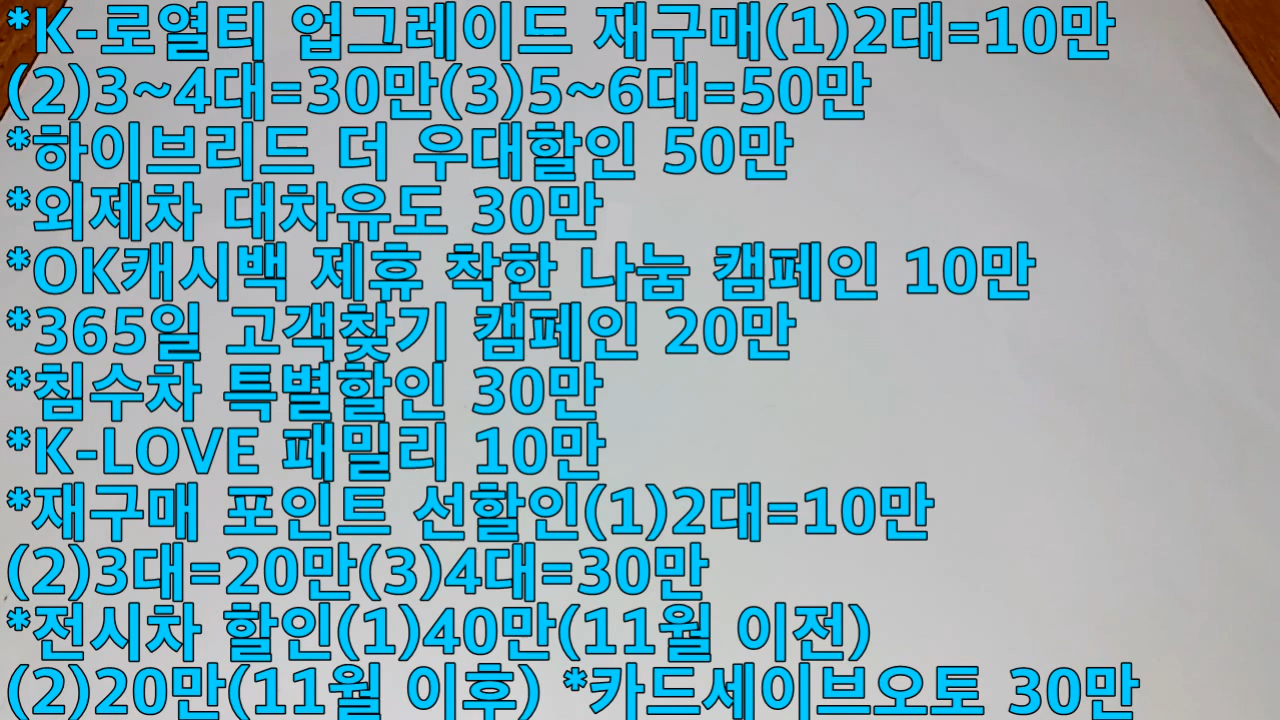 *K-로열티 업그레이드 재구매(1)2대=10만
(2)3~4대=30만(3)5~6대=50만
*하이브리드 더 우대할인 50만
*외제차 대차유도 30만
*OK캐시백 제휴 착한 나눔 캠페인 10만
*365일 고객찾기 캠페인 20만
*침수차 특별할인 30만
*K-LOVE 패밀리 10만
*재구매 포인트 선할인(1)2대=10만
(2)3대=20만(3)4대=30만
*전시차 할인(1)40만(11월 이전)
(2)20만(11월 이후) *카드세이브오토 30만